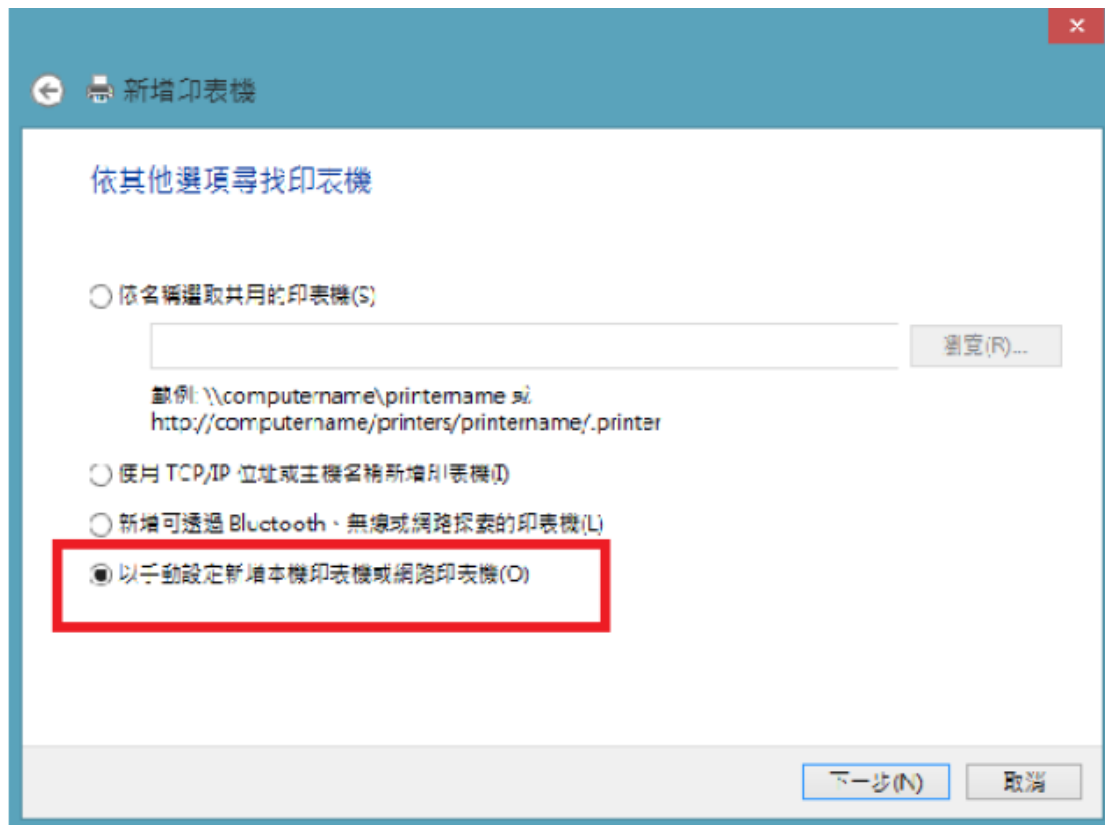 新增印表機
依其他選項尋找印表機
依名稱選取共用的印表機(S)
瀏覽(R)...
範例: \\computername\printername 或
http://computername/printers/printername/.printer
使用 TCP/IP 位址或主機名稱新增印表機(I)
新增可透過 Bluetooth、無線或網路探索的印表機(L)
以手動設定新增本機印表機或網路印表機(O)
下一步(N)
取消